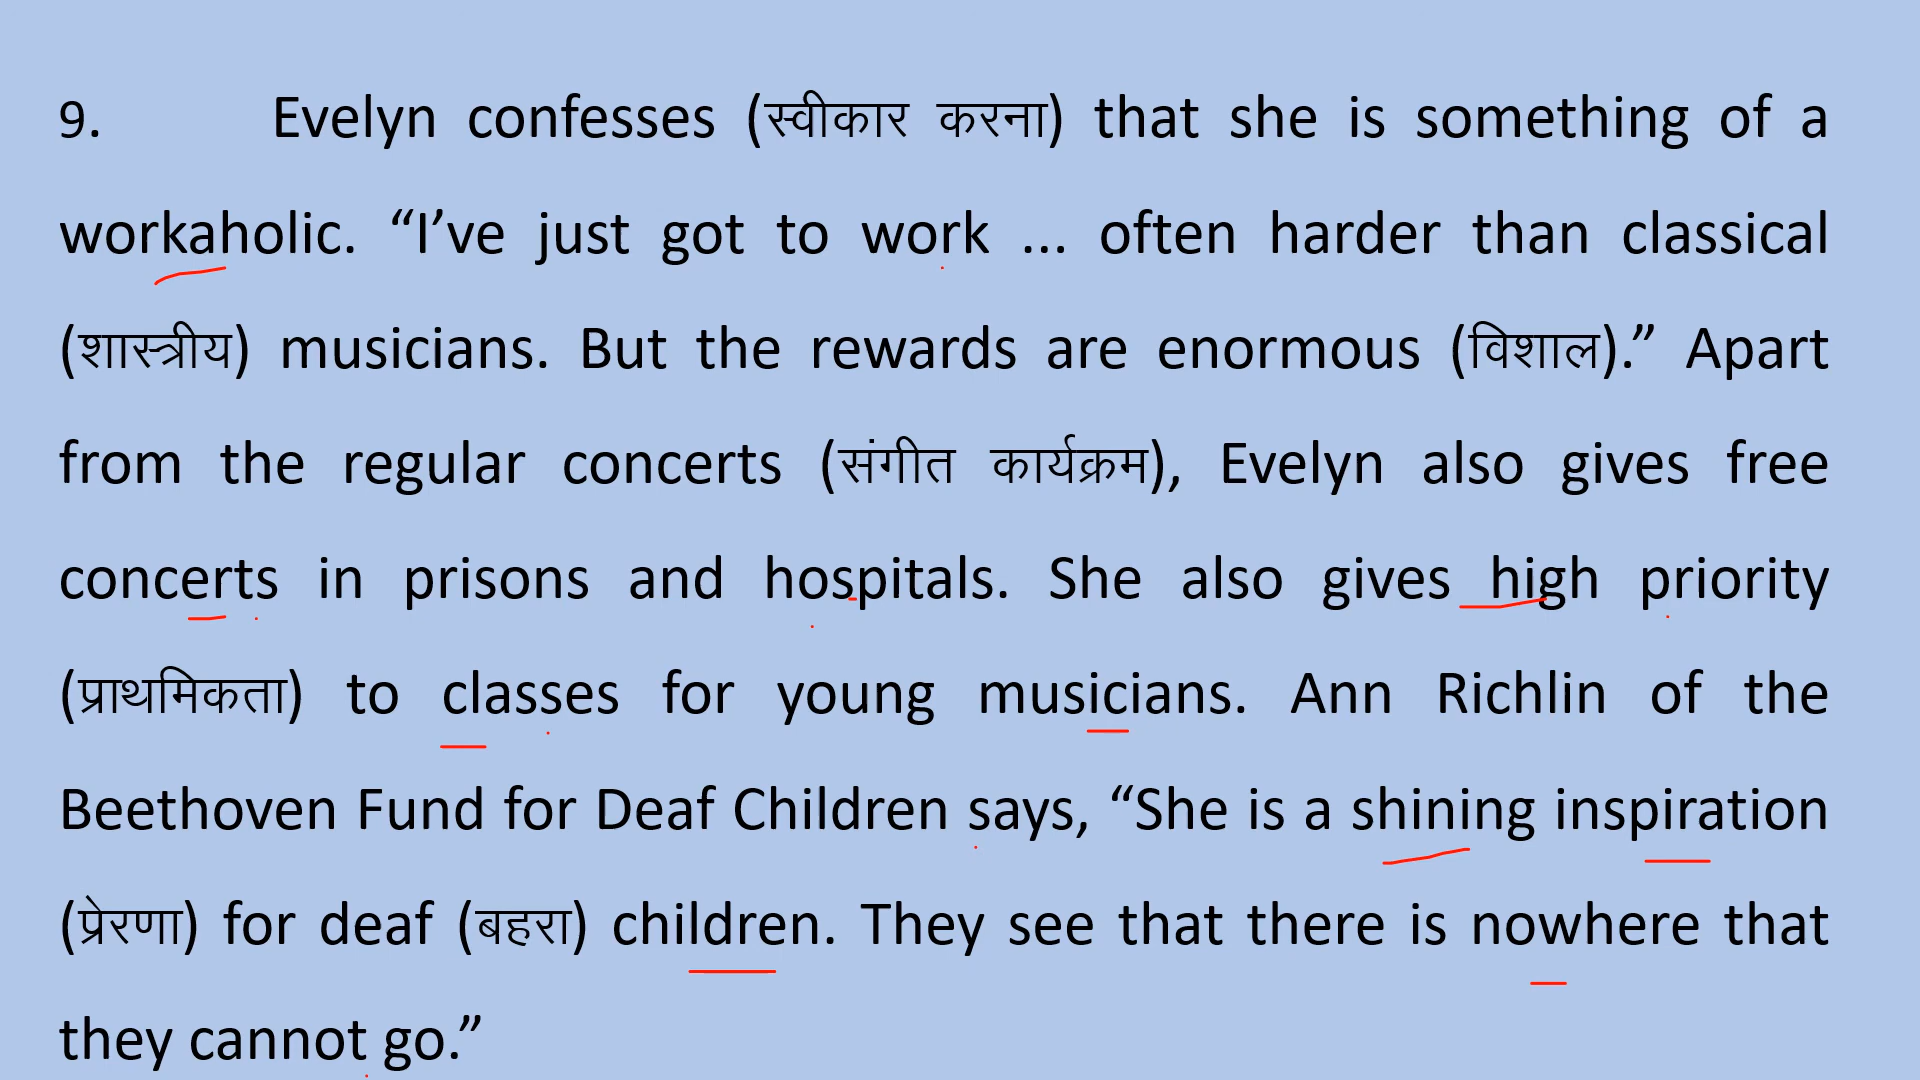 9. Evelyn confesses (स्वीकार करना) that she is something of a
workaholic. “I’ve just got to work ... often harder than classical
(शास्त्रीय) musicians. But the rewards are enormous (विशाल).” Apart
from the regular concerts (संगीत कार्यक्रम), Evelyn also gives free
concerts in prisons and hospitals. She also gives high priority
(प्राथमिकता) to classes for young musicians. Ann Richlin of the
Beethoven Fund for Deaf Children says, “She is a shining inspiration
(प्रेरणा) for deaf (बहरा) children. They see that there is nowhere that
they cannot go.”